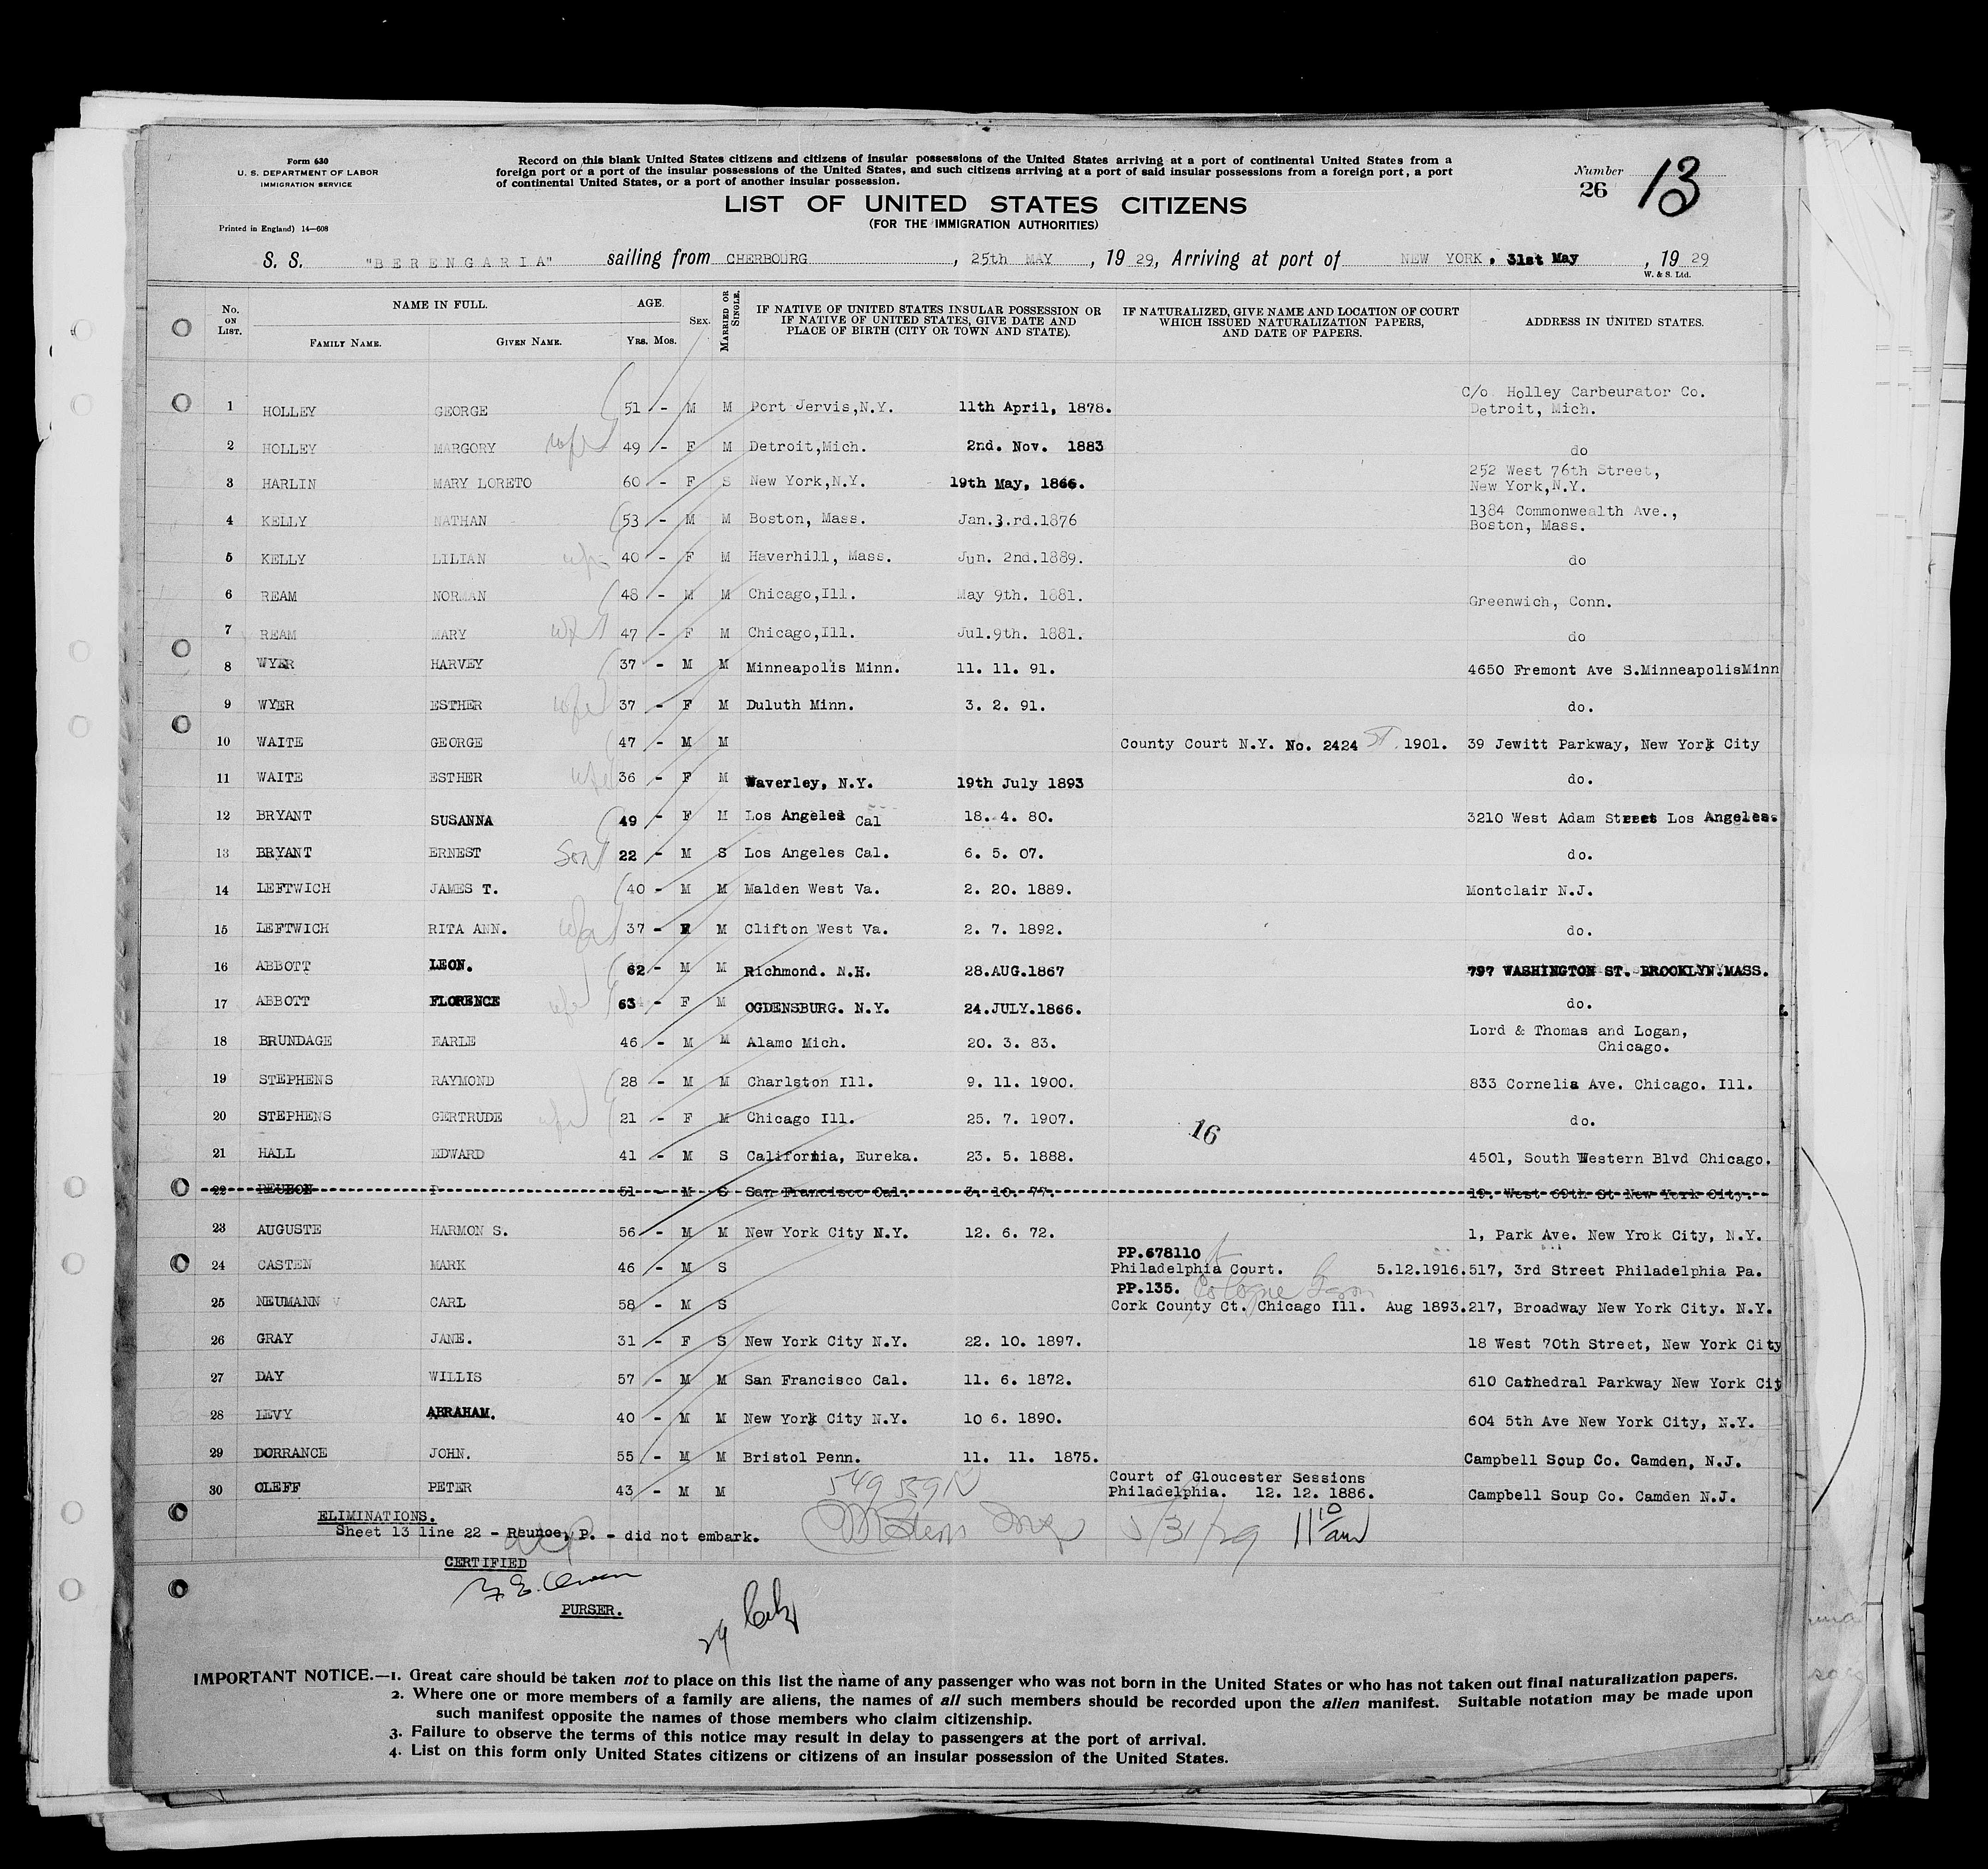 Form 630
U. S. DEPARTMENT OF LABOR
IMMIGRATION SERVICE
Printed in England) 14—608
Record on this blank United States citizens and citizens of insular possessions of the United States arriving at a port of continental United States from a
foreign port or a port of the insular possessions of the United States, and such citizens arriving at a port of said insular possessions from a foreign port, a port
of continental United States, or a port of another insular possession.
Number
26 13
LIST OF UNITED STATES CITIZENS
(FOR THE IMMIGRATION AUTHORITIES)
S. S. "BERENGARIA" sailing from CHERBOURG, 25th MAY, 19 29, Arriving at port of NEW YORK. 31st May, 19 29
W. & S. Ltd.
No. ON LIST. NAME IN FULL. FAMILY NAME. GIVEN NAME. AGE. Yrs. Mos. SEX. MARRIED OR SINGLE. IF NATIVE OF UNITED STATES INSULAR POSSESSION OR IF NATIVE OF UNITED STATES, GIVE DATE AND PLACE OF BIRTH (CITY OR TOWN AND STATE). IF NATURALIZED, GIVE NAME AND LOCATION OF COURT WHICH ISSUED NATURALIZATION PAPERS, AND DATE OF PAPERS. ADDRESS IN UNITED STATES.
1 HOLLEY GEORGE 51 - M M Port Jervis,N.Y. 11th April, 1878. C/o. Holley Carbeurator Co. Detroit, Mich.
2 HOLLEY MARGORY wife 49 - F M Detroit,Mich. 2nd. Nov. 1883 do
3 HARLIN MARY LORETO 60 - F S New York,N.Y. 19th May, 1866. 252 West 76th Street, New York,N.Y.
4 KELLY NATHAN 53 - M M Boston, Mass. Jan.3.rd.1876 1384 Commonwealth Ave., Boston, Mass.
5 KELLY LILIAN wife 40 - F M Haverhill, Mass. Jun. 2nd.1889. do
6 REAM NORMAN 48 - M M Chicago,Ill. May 9th. 1881. Greenwich, Conn.
7 REAM MARY wife 47 - F M Chicago,Ill. Jul.9th. 1881. do
8 WYER HARVEY 37 - M M Minneapolis Minn. 11. 11. 91. 4650 Fremont Ave S.MinneapolisMinn
9 WYER ESTHER wife 37 - F M Duluth Minn. 3. 2. 91. do.
10 WAITE GEORGE 47 - M M County Court N.Y. No. 2424 1901. 39 Jewitt Parkway, New York City
11 WAITE ESTHER wife 36 - F M Waverley, N.Y. 19th July 1893 do.
12 BRYANT SUSANNA 49 - F M Los Angeles Cal 18. 4. 80. 3210 West Adam Street Los Angeles.
13 BRYANT ERNEST Son 22 - M S Los Angeles Cal. 6. 5. 07. do.
14 LEFTWICH JAMES T. 40 - M M Malden West Va. 2. 20. 1889. Montclair N.J.
15 LEFTWICH RITA ANN. wife 37 - F M Clifton West Va. 2. 7. 1892. do.
16 ABBOTT LEON. 62 - M M Richmond. N.H. 28.AUG.1867 797 WASHINGTON ST. BROOKLYN.MASS.
17 ABBOTT FLORENCE wife 63 - F M OGDENSBURG. N.Y. 24.JULY.1866. do.
18 BRUNDAGE EARLE 46 - M M Alamo Mich. 20. 3. 83. Lord & Thomas and Logan, Chicago.
19 STEPHENS RAYMOND 28 - M M Charlston Ill. 9. 11. 1900. 833 Cornelia Ave. Chicago. Ill.
20 STEPHENS GERTRUDE wife 21 - F M Chicago Ill. 25. 7. 1907. do.
16
21 HALL EDWARD 41 - M S California, Eureka. 23. 5. 1888. 4501, South Western Blvd Chicago.
22 P 51 - M S San Francisco Cal. 3. 10. 77. 19. West 69th St New York City.
23 AUGUSTE HARMON S. 56 - M M New York City N.Y. 12. 6. 72. 1, Park Ave. New Yrok City, N.Y.
24 CASTEN MARK 46 - M S PP.678110 Philadelphia Court. 5.12.1916. 517, 3rd Street Philadelphia Pa.
25 NEUMANN CARL 58 - M S PP.135. Cologne Cork County Ct. Chicago Ill. Aug 1893. 217, Broadway New York City. N.Y.
26 GRAY JANE. 31 - F S New York City N.Y. 22. 10. 1897. 18 West 70th Street, New York City
27 DAY WILLIS 57 - M M San Francisco Cal. 11. 6. 1872. 610 Cathedral Parkway New York Cit
28 LEVY ABRAHAM. 40 - M M New York City N.Y. 10 6. 1890. 604 5th Ave New York City, N.Y.
29 DORRANCE JOHN. 55 - M M Bristol Penn. 11. 11. 1875. Campbell Soup Co. Camden, N.J.
30 OLEFF PETER 43 - M M 549559 N Court of Gloucester Sessions Philadelphia. 12. 12. 1886. Campbell Soup Co. Camden N.J.
ELIMINATIONS.
Sheet 13 line 22 - Reunce, P. - did not embark.
5/31/29 11 10 am
CERTIFIED
PURSER.
29
IMPORTANT NOTICE.—1. Great care should be taken not to place on this list the name of any passenger who was not born in the United States or who has not taken out final naturalization papers.
2. Where one or more members of a family are aliens, the names of all such members should be recorded upon the alien manifest. Suitable notation may be made upon
such manifest opposite the names of those members who claim citizenship.
3. Failure to observe the terms of this notice may result in delay to passengers at the port of arrival.
4. List on this form only United States citizens or citizens of an insular possession of the United States.